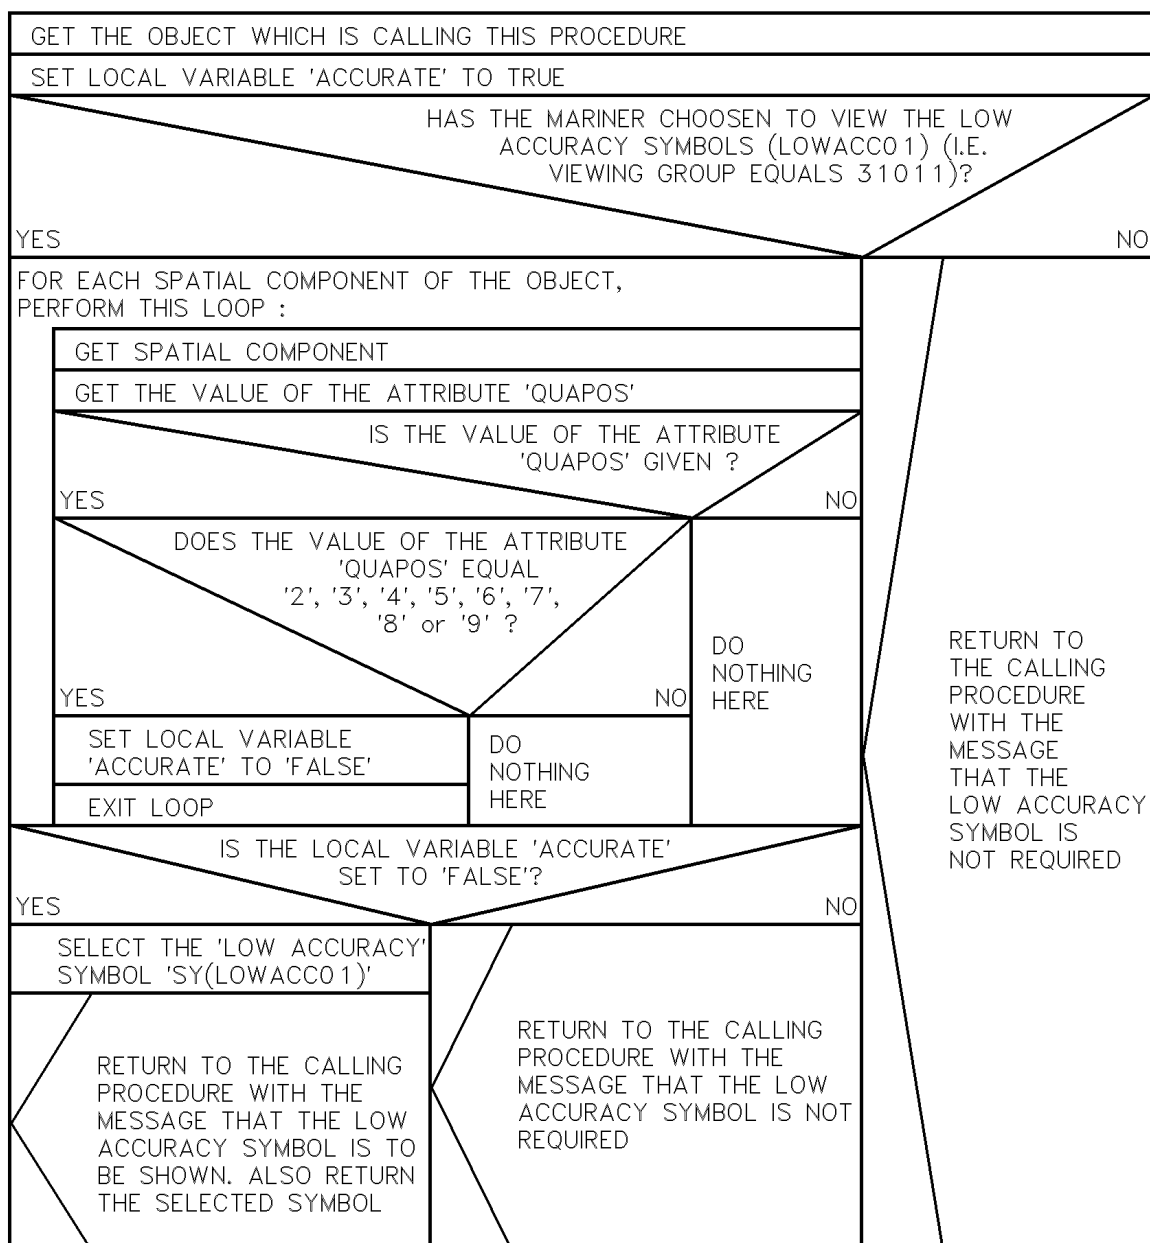 GET THE OBJECT WHICH IS CALLING THIS PROCEDURE
SET LOCAL VARIABLE 'ACCURATE' TO TRUE
HAS THE MARINER CHOOSEN TO VIEW THE LOW
ACCURACY SYMBOLS (LOWACC01) (I.E.
VIEWING GROUP EQUALS 31011)?
YES
NO
FOR EACH SPATIAL COMPONENT OF THE OBJECT,
PERFORM THIS LOOP :
GET SPATIAL COMPONENT
GET THE VALUE OF THE ATTRIBUTE 'QUAPOS'
IS THE VALUE OF THE ATTRIBUTE
'QUAPOS' GIVEN ?
YES
NO
DOES THE VALUE OF THE ATTRIBUTE
'QUAPOS' EQUAL
'2', '3', '4', '5', '6', '7',
'8' or '9' ?
YES
NO
SET LOCAL VARIABLE
'ACCURATE' TO 'FALSE'
EXIT LOOP
DO
NOTHING
HERE
DO
NOTHING
HERE
IS THE LOCAL VARIABLE 'ACCURATE'
SET TO 'FALSE'?
YES
NO
SELECT THE 'LOW ACCURACY'
SYMBOL 'SY(LOWACC01)'
RETURN TO THE CALLING
PROCEDURE WITH THE
MESSAGE THAT THE LOW
ACCURACY SYMBOL IS TO
BE SHOWN. ALSO RETURN
THE SELECTED SYMBOL
RETURN TO THE CALLING
PROCEDURE WITH THE
MESSAGE THAT THE LOW
ACCURACY SYMBOL IS NOT
REQUIRED
RETURN TO
THE CALLING
PROCEDURE
WITH THE
MESSAGE
THAT THE
LOW ACCURACY
SYMBOL IS
NOT REQUIRED